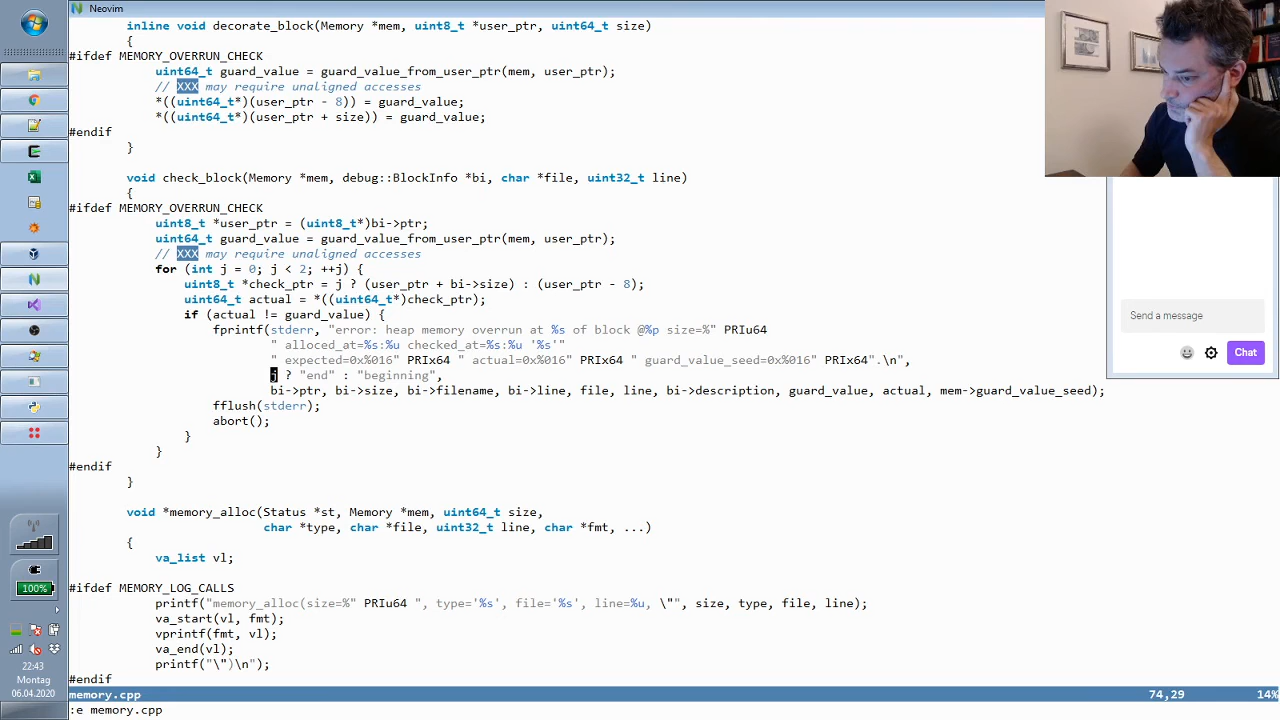 Neovim
inline void decorate_block(Memory *mem, uint8_t *user_ptr, uint64_t size)
{
#ifdef MEMORY_OVERRUN_CHECK
uint64_t guard_value = guard_value_from_user_ptr(mem, user_ptr);
// XXX may require unaligned accesses
*((uint64_t*)(user_ptr - 8)) = guard_value;
*((uint64_t*)(user_ptr + size)) = guard_value;
#endif
}
void check_block(Memory *mem, debug::BlockInfo *bi, char *file, uint32_t line)
{
#ifdef MEMORY_OVERRUN_CHECK
uint8_t *user_ptr = (uint8_t*)bi->ptr;
uint64_t guard_value = guard_value_from_user_ptr(mem, user_ptr);
// XXX may require unaligned accesses
for (int j = 0; j < 2; ++j) {
uint8_t *check_ptr = j ? (user_ptr + bi->size) : (user_ptr - 8);
uint64_t actual = *((uint64_t*)check_ptr);
if (actual != guard_value) {
fprintf(stderr, "error: heap memory overrun at %s of block @%p size=%" PRIu64
" alloced_at=%s:%u checked_at=%s:%u '%s'"
" expected=0x%016" PRIx64 " actual=0x%016" PRIx64 " guard_value_seed=0x%016" PRIx64".\n",
j ? "end" : "beginning",
bi->ptr, bi->size, bi->filename, bi->line, file, line, bi->description, guard_value, actual, mem->guard_value_seed);
fflush(stderr);
abort();
}
}
#endif
}
void *memory_alloc(Status *st, Memory *mem, uint64_t size,
char *type, char *file, uint32_t line, char *fmt, ...)
{
va_list vl;
#ifdef MEMORY_LOG_CALLS
printf("memory_alloc(size=%" PRIu64 ", type='%s', file='%s', line=%u, \"", size, type, file, line);
va_start(vl, fmt);
vprintf(fmt, vl);
va_end(vl);
printf("\")\n");
#endif
memory.cpp 74,29 14%
:e memory.cpp
Send a message
Chat
100%
22:43
Montag
06.04.2020